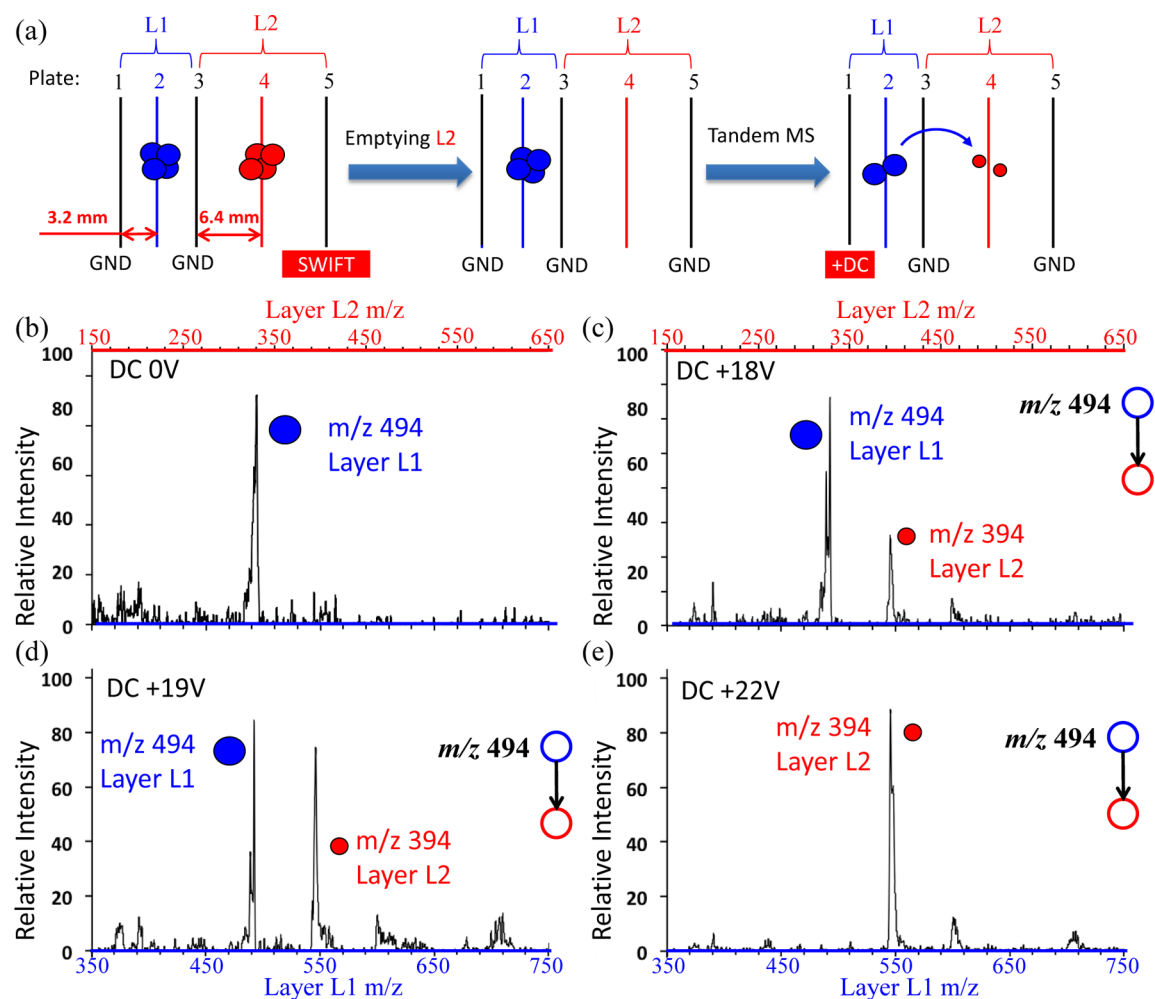 (a)
L1 L2 L1 L2 L1 L2
Plate: 1 2 3 4 5 1 2 3 4 5 1 2 3 4 5
Emptying L2
Tandem MS
3.2 mm 6.4 mm
GND GND SWIFT GND GND GND +DC GND GND
(b)
Layer L2 m/z
150 250 350 450 550 650
DC 0V
m/z 494
Layer L1
Relative Intensity
100
80
60
40
20
0
(c)
Layer L2 m/z
150 250 350 450 550 650
DC +18V
m/z 494
m/z 494
Layer L1
m/z 394
Layer L2
Relative Intensity
100
80
60
40
20
0
(d)
DC +19V
m/z 494
Layer L1
m/z 494
m/z 394
Layer L2
Relative Intensity
100
80
60
40
20
0
350 450 550 650 750
Layer L1 m/z
(e)
DC +22V
m/z 394
Layer L2
m/z 494
Relative Intensity
100
80
60
40
20
0
350 450 550 650 750
Layer L1 m/z